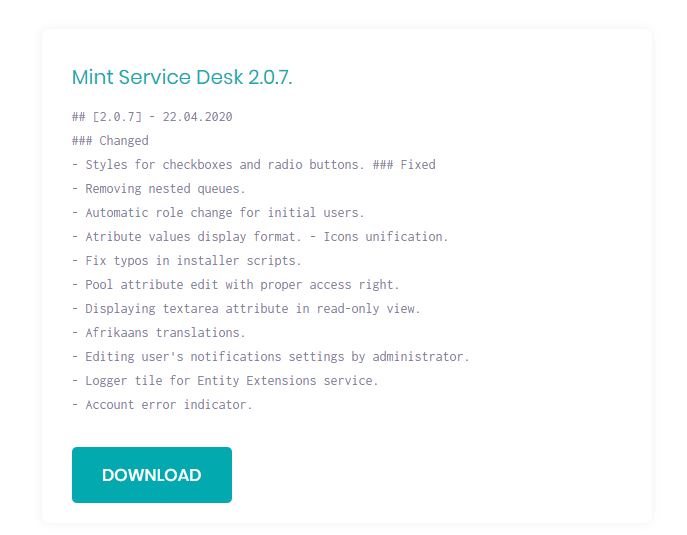 Mint Service Desk 2.0.7.
## [2.0.7] - 22.04.2020
### Changed
- Styles for checkboxes and radio buttons. ### Fixed
- Removing nested queues.
- Automatic role change for initial users.
- Atribute values display format. - Icons unification.
- Fix typos in installer scripts.
- Pool attribute edit with proper access right.
- Displaying textarea attribute in read-only view.
- Afrikaans translations.
- Editing user's notifications settings by administrator.
- Logger tile for Entity Extensions service.
- Account error indicator.
DOWNLOAD